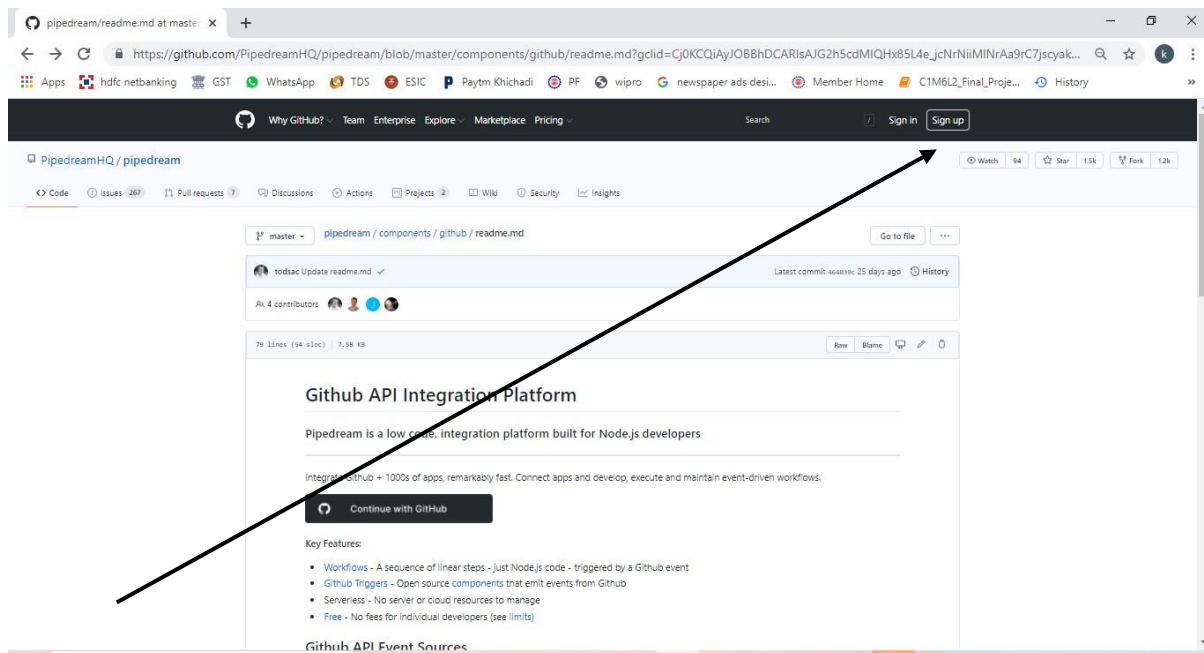 pipedream/readme.md at master
https://github.com/PipedreamHQ/pipedream/blob/master/components/github/readme.md?gclid=Cj0KCQiAyJOBBhDCARIsAJG2h5cdMIQHx85L4e_jcNrNiiMINrAa9rC7jscyak... k
Apps hdfc netbanking GST WhatsApp TDS ESIC Paytm Khichadi PF wipro newspaper ads desi... Member Home C1M6L2_Final_Proje... History »
Why GitHub? Team Enterprise Explore Marketplace Pricing Search / Sign in Sign up
PipedreamHQ / pipedream Watch 94 Star 1.5k Fork 1.2k
<> Code Issues 267 Pull requests 7 Discussions Actions Projects 2 Wiki Security Insights
master pipedream / components / github / readme.md Go to file ...
todsac Update readme.md Latest commit 25 days ago History
4 contributors
79 lines (54 sloc) | 7.58 KB Raw Blame
Github API Integration Platform
Pipedream is a low code, integration platform built for Node.js developers
Integrate Github + 1000s of apps, remarkably fast. Connect apps and develop, execute and maintain event-driven workflows.
Continue with GitHub
Key Features:
• Workflows - A sequence of linear steps - just Node.js code - triggered by a Github event
• Github Triggers - Open source components that emit events from Github
• Serverless - No server or cloud resources to manage
• Free - No fees for individual developers (see limits)
Github API Event Sources